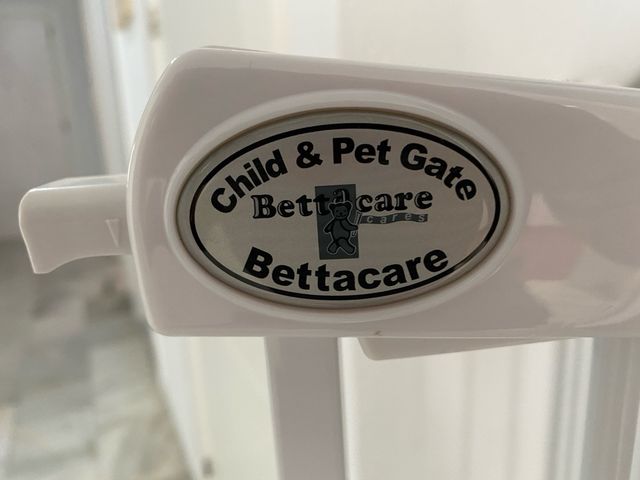 Child & Pet Gate
Bettacare
cares
Bettacare